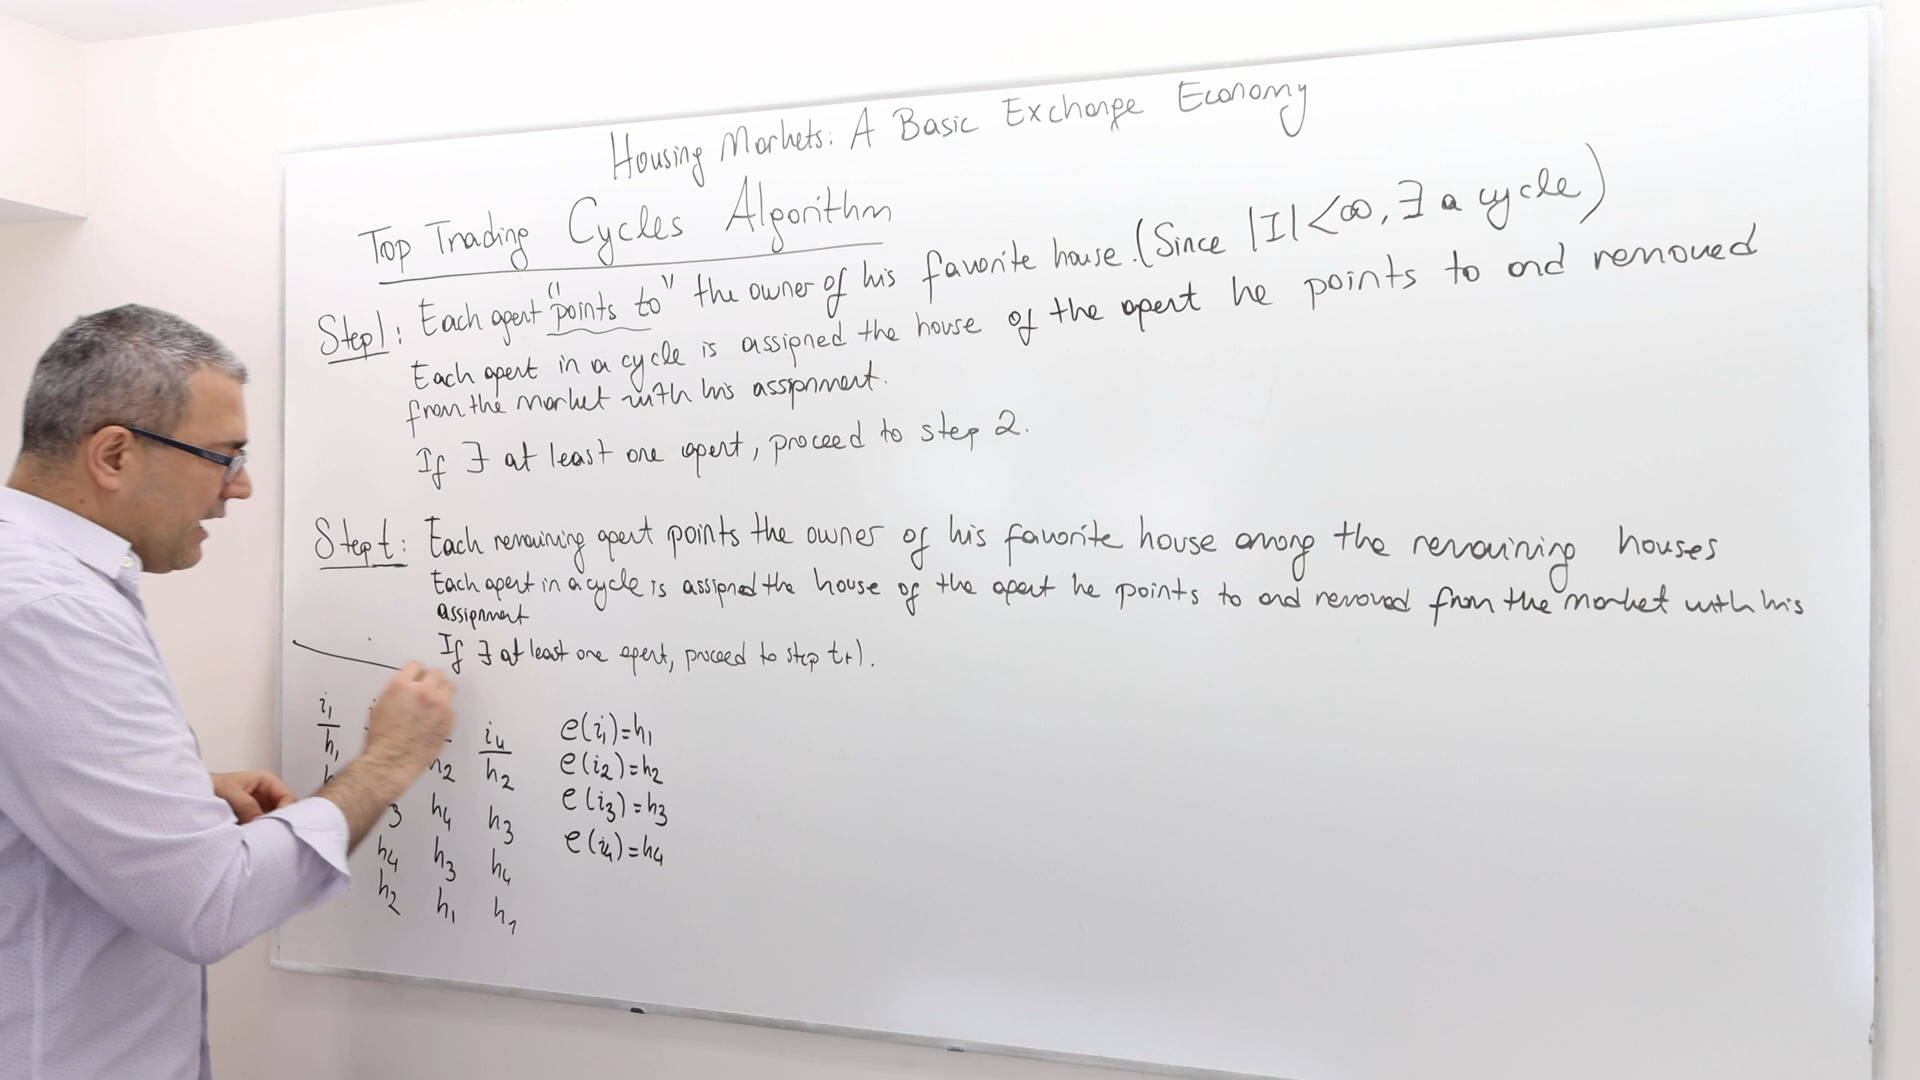 Housing Markets: A Basic Exchange Economy
Top Trading Cycles Algorithm
Step 1: Each agent "points to" the owner of his favorite house. (Since |I| < ∞, ∃ a cycle)
Each agent in a cycle is assigned the house of the agent he points to and removed
from the market with his assignment.
If ∃ at least one agent, proceed to step 2.
Step t: Each remaining agent points the owner of his favorite house among the remaining houses
Each agent in a cycle is assigned the house of the agent he points to and removed from the market with his
assignment
If ∃ at least one agent, proceed to step t+1.
i₁ i₄ e(i₁)=h₁
h₁ h₂ h₂ e(i₂)=h₂
3 h₄ h₃ e(i₃)=h₃
h₄ h₃ h₄ e(i₄)=h₄
h₂ h₁ h₁